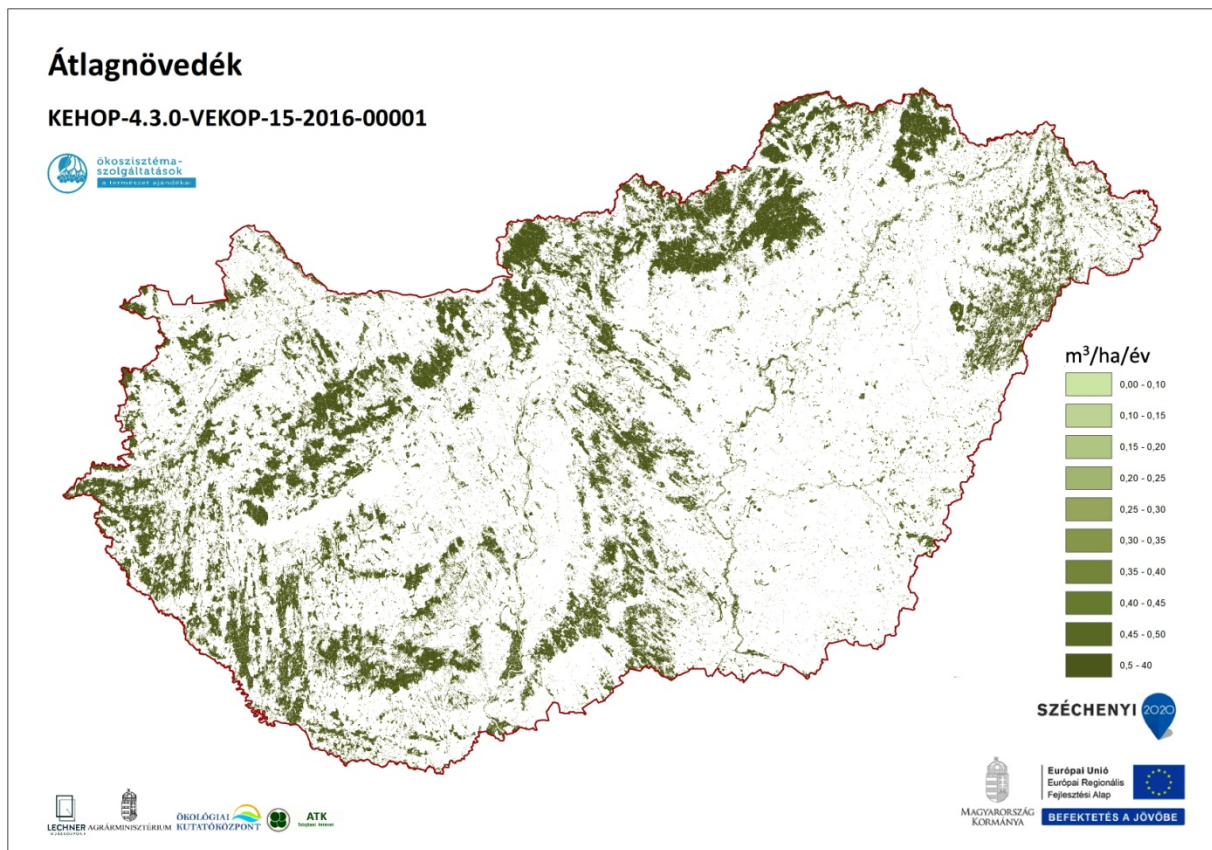 Átlagnövedék
KEHOP-4.3.0-VEKOP-15-2016-00001
ökoszisztéma-
szolgáltatások
a természet ajándékai
m³/ha/év
0,00 - 0,10
0,10 - 0,15
0,15 - 0,20
0,20 - 0,25
0,25 - 0,30
0,30 - 0,35
0,35 - 0,40
0,40 - 0,45
0,45 - 0,50
0,5 - 40
SZÉCHENYI 2020
MAGYARORSZÁG
KORMÁNYA
Európai Unió
Európai Regionális
Fejlesztési Alap
BEFEKTETÉS A JÖVŐBE
LECHNER
AGRÁRMINISZTÉRIUM
ÖKOLÓGIAI
KUTATÓKÖZPONT
ATK